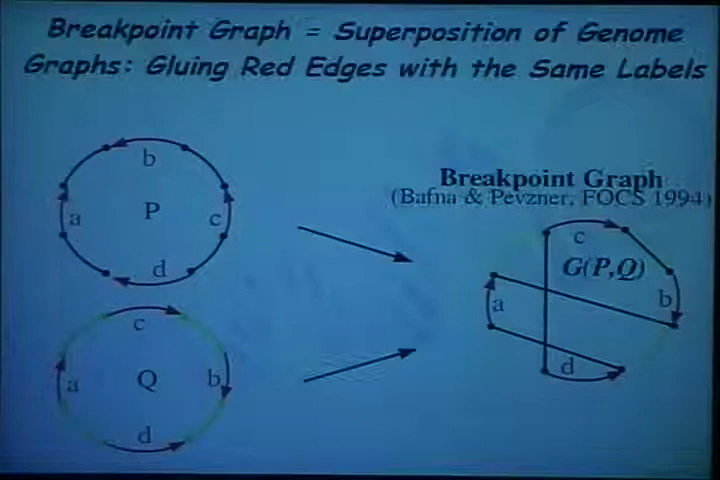 Breakpoint Graph = Superposition of Genome
Graphs: Gluing Red Edges with the Same Labels
b
a
P
c
d
c
a
Q
b
d
Breakpoint Graph
(Bafna & Pevzner, FOCS 1994)
c
G(P,Q)
a
b
d